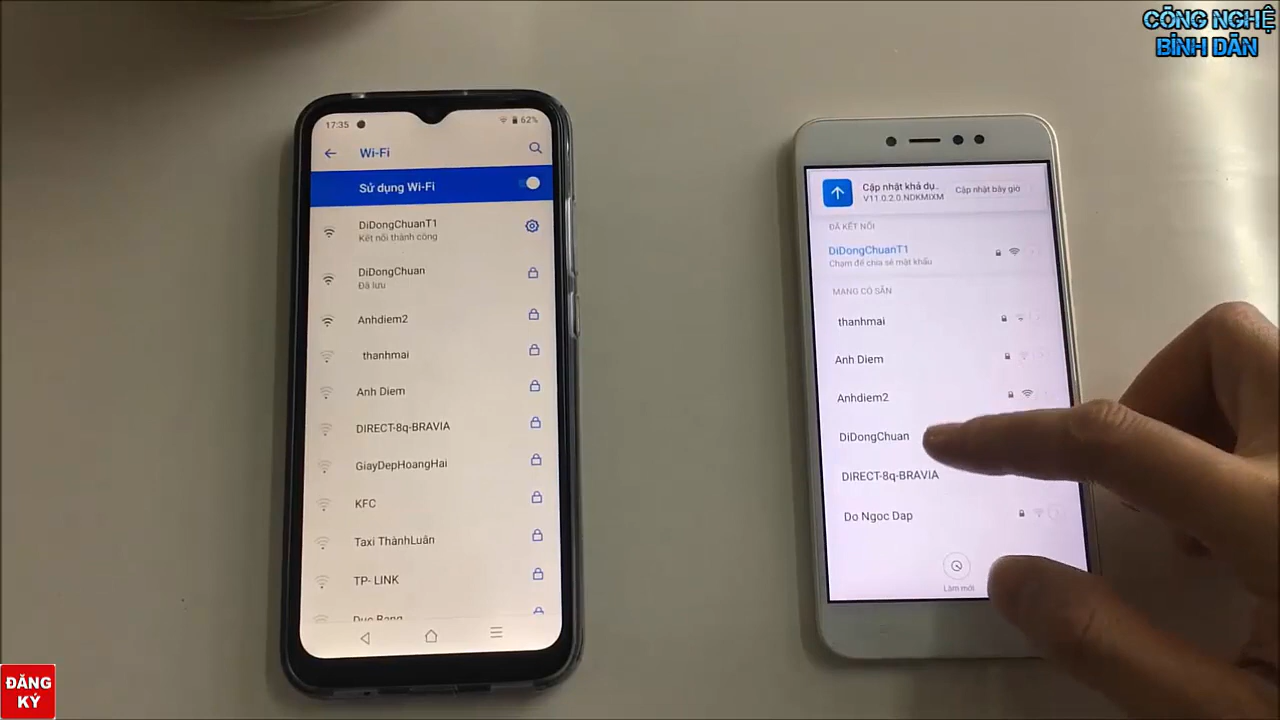 CÔNG NGHỆ
BÌNH DÂN
17:35
62%
Wi-Fi
Sử dụng Wi-Fi
DiDongChuanT1
Kết nối thành công
DiDongChuan
Đã lưu
Anhdiem2
thanhmai
Anh Diem
DIRECT-8q-BRAVIA
GiayDepHoangHai
KFC
Taxi ThànhLuân
TP- LINK
Duc Bang
Cập nhật khả dụ..
V11.0.2.0.NDKMIXM
Cập nhật bây giờ
ĐÃ KẾT NỐI
DiDongChuanT1
Chạm để chia sẻ mật khẩu
MẠNG CÓ SẴN
thanhmai
Anh Diem
Anhdiem2
DiDongChuan
DIRECT-8q-BRAVIA
Do Ngoc Dap
Làm mới
ĐĂNG
KÝ